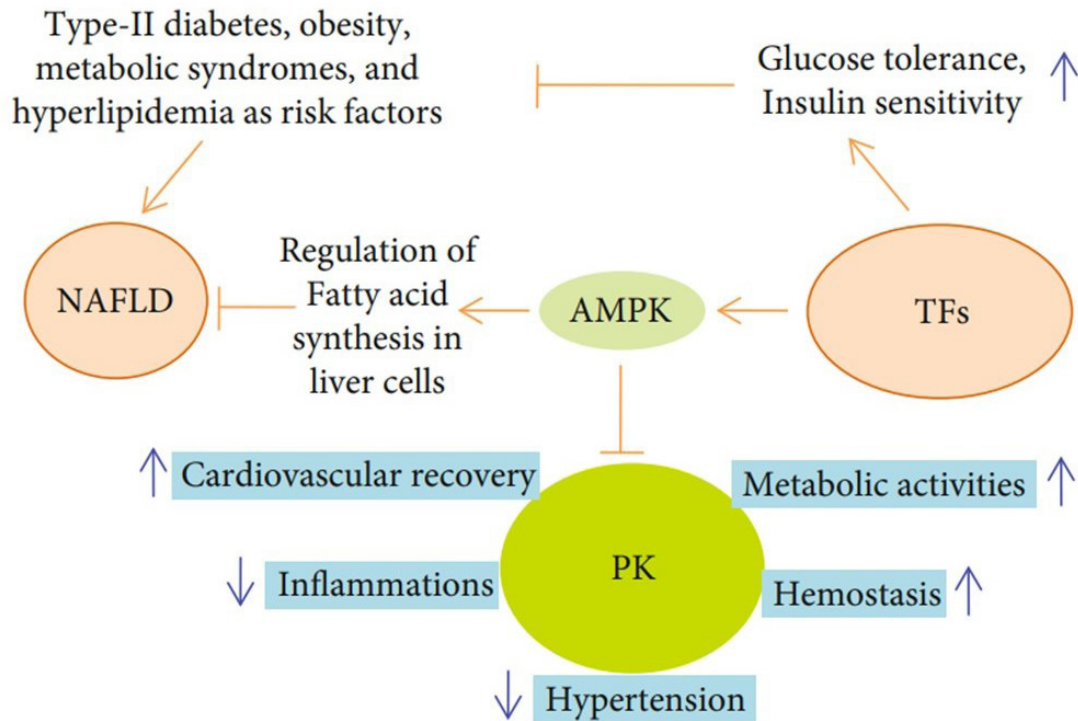 Type-II diabetes, obesity,
metabolic syndromes, and
hyperlipidemia as risk factors
Glucose tolerance,
Insulin sensitivity
NAFLD
Regulation of
Fatty acid
synthesis in
liver cells
AMPK
TFs
Cardiovascular recovery
Metabolic activities
PK
Inflammations
Hemostasis
Hypertension